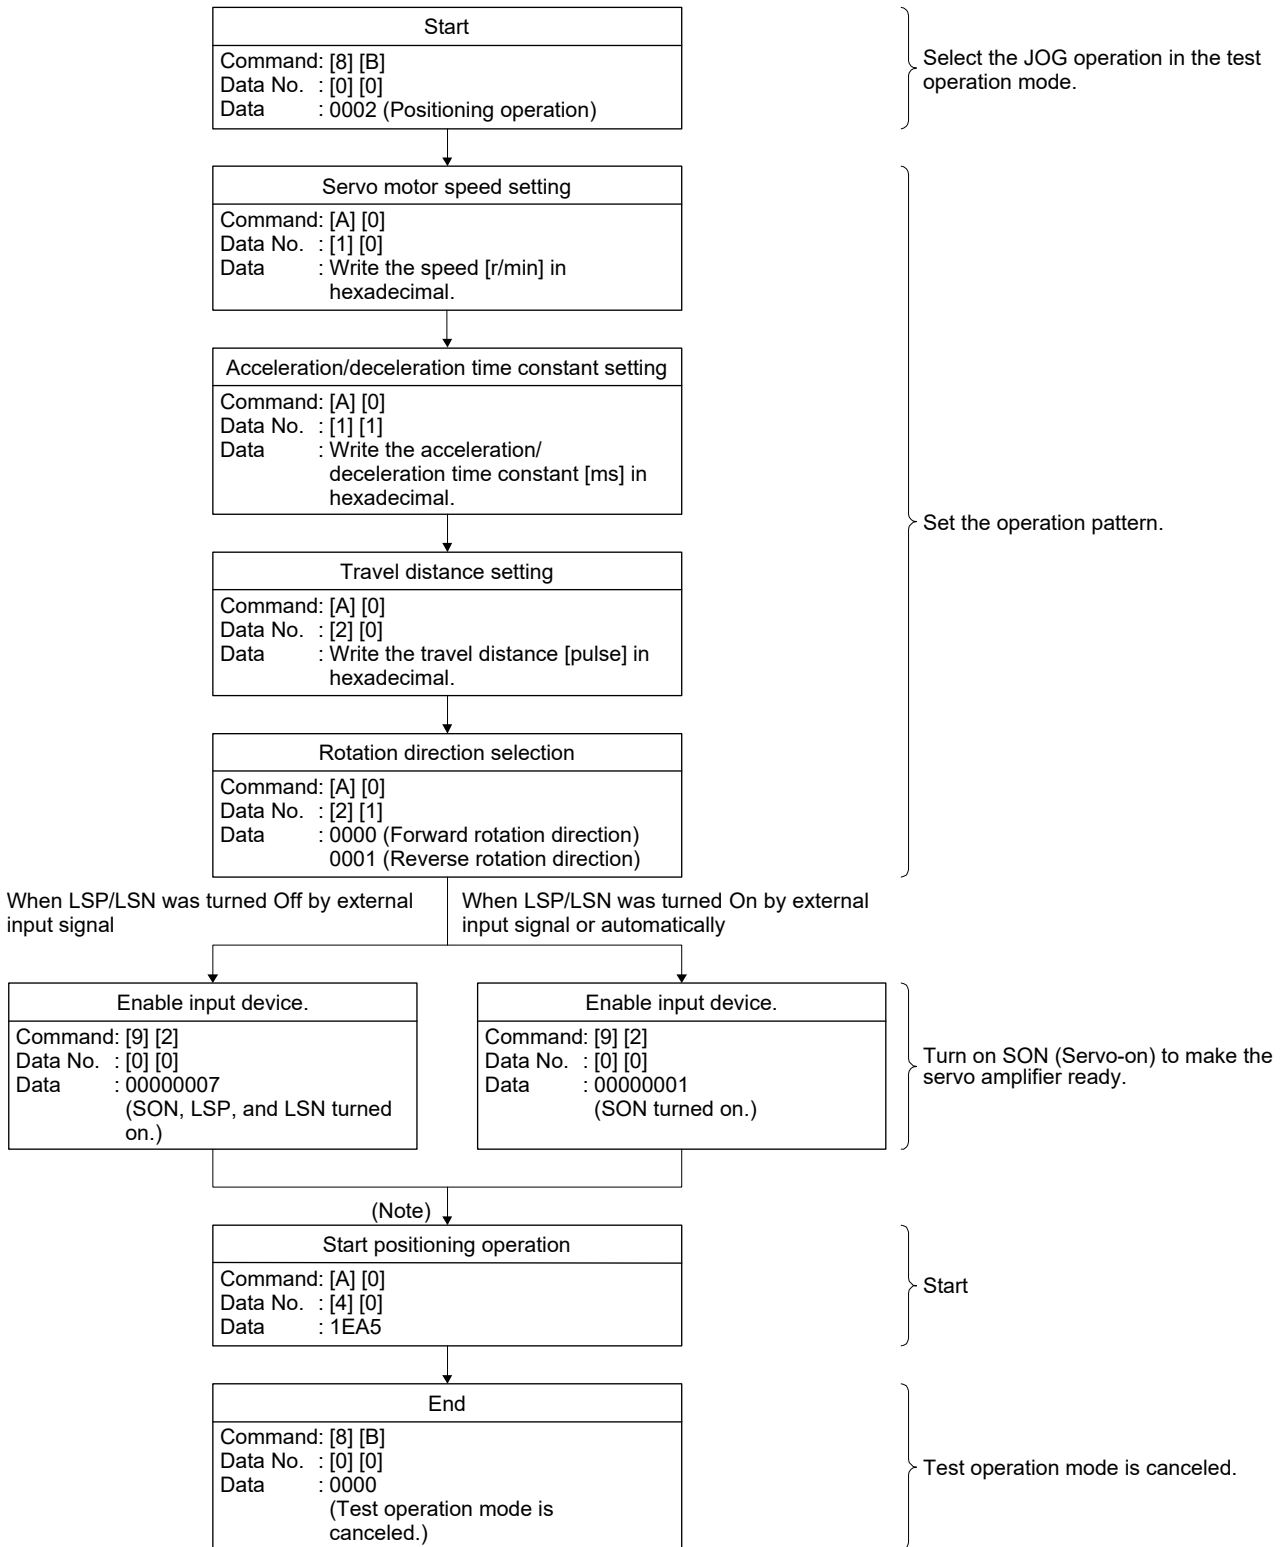 Start
Command: [8] [B]
Data No. : [0] [0]
Data : 0002 (Positioning operation)
Select the JOG operation in the test
operation mode.
Servo motor speed setting
Command: [A] [0]
Data No. : [1] [0]
Data : Write the speed [r/min] in
hexadecimal.
Acceleration/deceleration time constant setting
Command: [A] [0]
Data No. : [1] [1]
Data : Write the acceleration/
deceleration time constant [ms] in
hexadecimal.
Set the operation pattern.
Travel distance setting
Command: [A] [0]
Data No. : [2] [0]
Data : Write the travel distance [pulse] in
hexadecimal.
Rotation direction selection
Command: [A] [0]
Data No. : [2] [1]
Data : 0000 (Forward rotation direction)
0001 (Reverse rotation direction)
When LSP/LSN was turned Off by external
input signal
When LSP/LSN was turned On by external
input signal or automatically
Enable input device.
Command: [9] [2]
Data No. : [0] [0]
Data : 00000007
(SON, LSP, and LSN turned
on.)
Enable input device.
Command: [9] [2]
Data No. : [0] [0]
Data : 00000001
(SON turned on.)
Turn on SON (Servo-on) to make the
servo amplifier ready.
(Note)
Start positioning operation
Command: [A] [0]
Data No. : [4] [0]
Data : 1EA5
Start
End
Command: [8] [B]
Data No. : [0] [0]
Data : 0000
(Test operation mode is
canceled.)
Test operation mode is canceled.